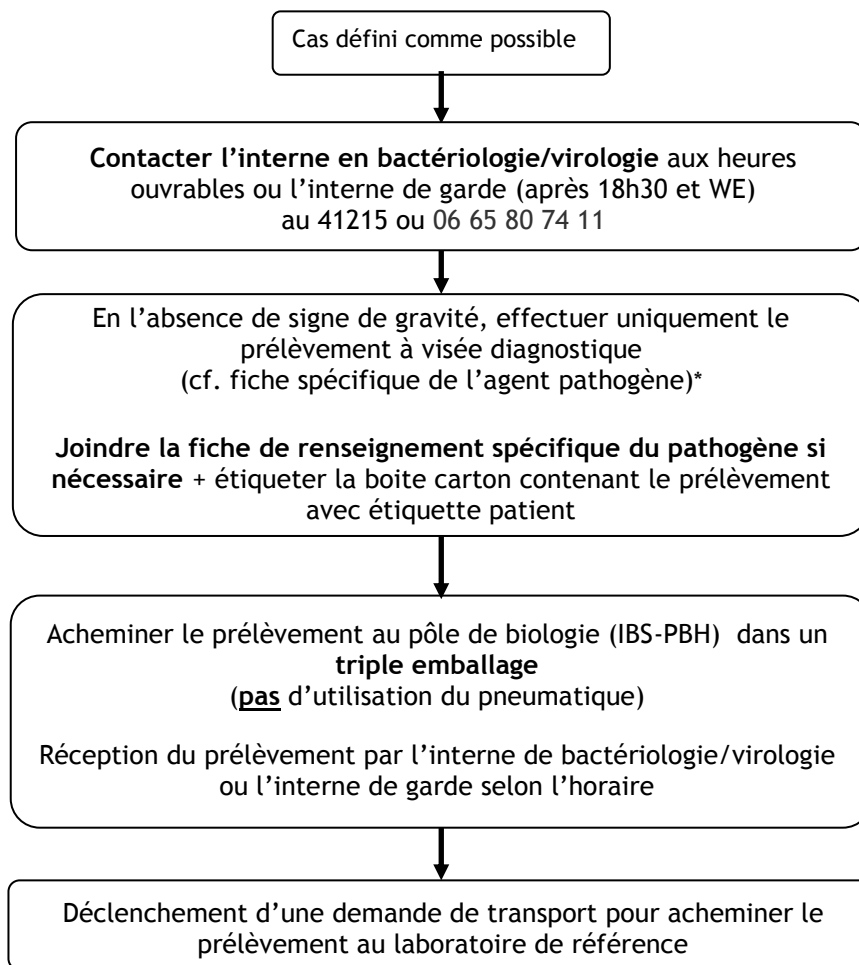 Cas défini comme possible
Contacter l’interne en bactériologie/virologie aux heures
ouvrables ou l’interne de garde (après 18h30 et WE)
au 41215 ou 06 65 80 74 11
En l’absence de signe de gravité, effectuer uniquement le
prélèvement à visée diagnostique
(cf. fiche spécifique de l’agent pathogène)*
Joindre la fiche de renseignement spécifique du pathogène si
nécessaire + étiqueter la boite carton contenant le prélèvement
avec étiquette patient
Acheminer le prélèvement au pôle de biologie (IBS-PBH) dans un
triple emballage
(pas d’utilisation du pneumatique)
Réception du prélèvement par l’interne de bactériologie/virologie
ou l’interne de garde selon l’horaire
Déclenchement d’une demande de transport pour acheminer le
prélèvement au laboratoire de référence